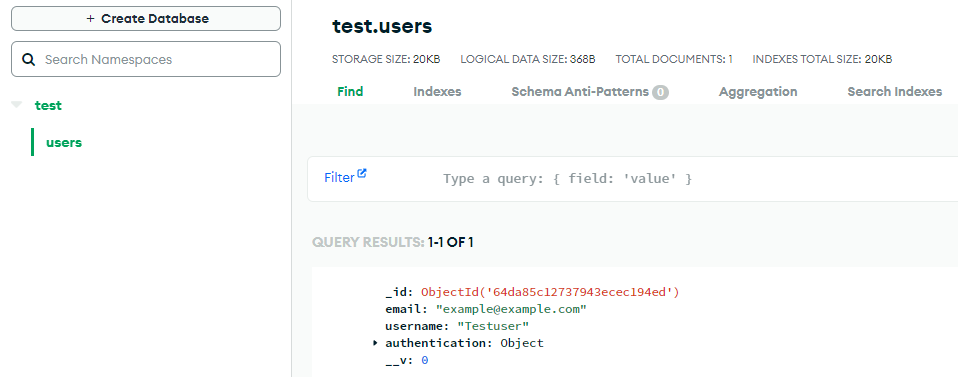 + Create Database
Search Namespaces
test
users
test.users
STORAGE SIZE: 20KB LOGICAL DATA SIZE: 368B TOTAL DOCUMENTS: 1 INDEXES TOTAL SIZE: 20KB
Find Indexes Schema Anti-Patterns 0 Aggregation Search Indexes
Filter Type a query: { field: 'value' }
QUERY RESULTS: 1-1 OF 1
_id: ObjectId('64da85c12737943ecec194ed')
email: "example@example.com"
username: "Testuser"
authentication: Object
__v: 0